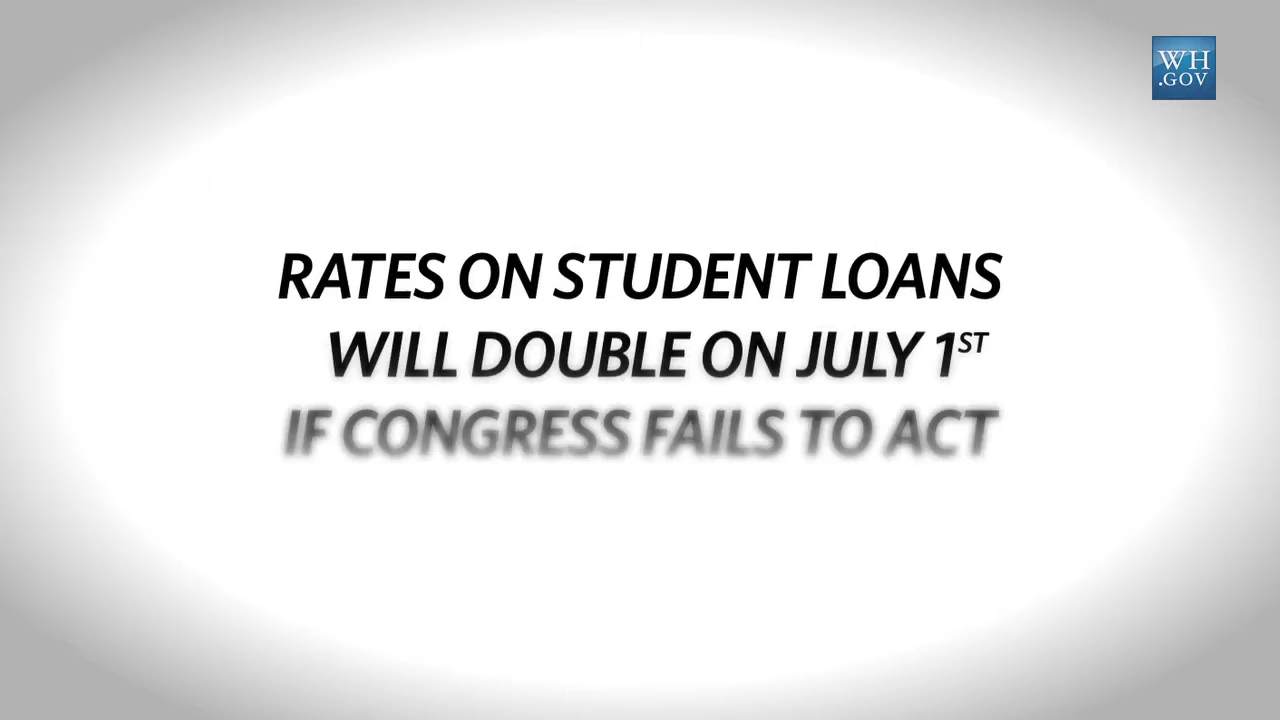 WH
.GOV
RATES ON STUDENT LOANS
WILL DOUBLE ON JULY 1ST
IF CONGRESS FAILS TO ACT